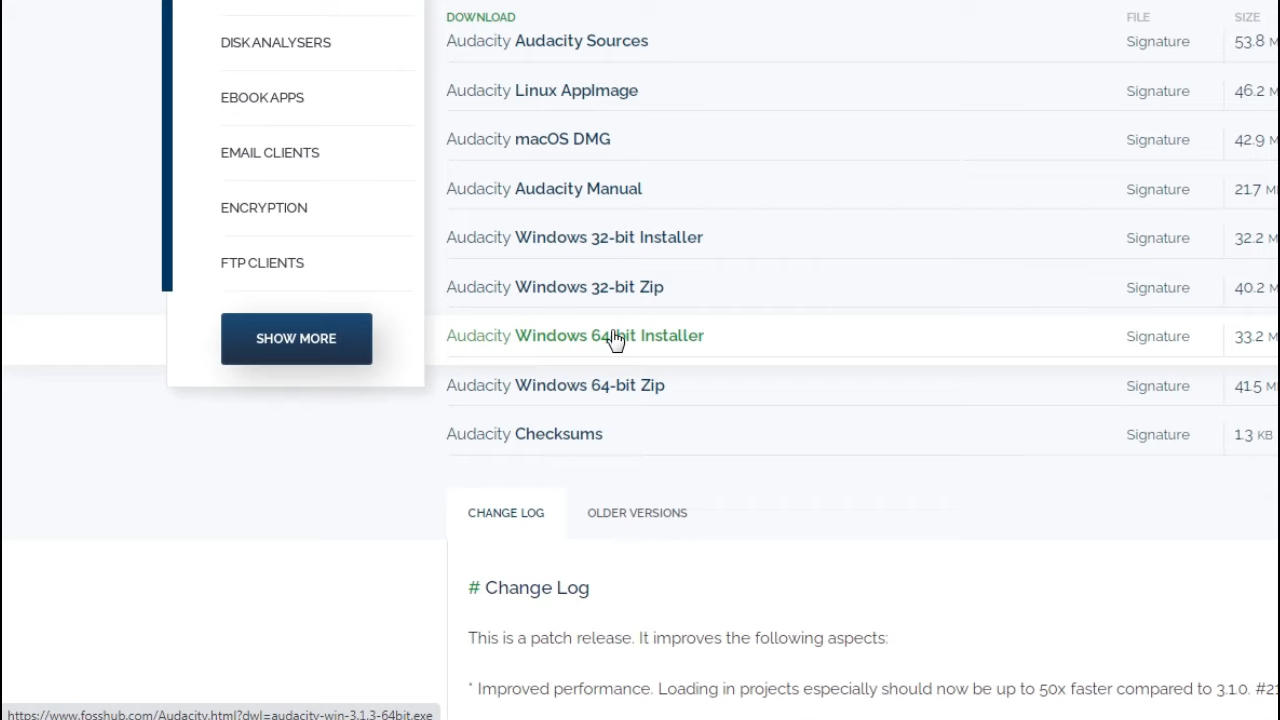 DISK ANALYSERS
EBOOK APPS
EMAIL CLIENTS
ENCRYPTION
FTP CLIENTS
SHOW MORE
DOWNLOAD FILE SIZE
Audacity Audacity Sources Signature 53.8 M
Audacity Linux AppImage Signature 46.2 M
Audacity macOS DMG Signature 42.9 M
Audacity Audacity Manual Signature 21.7 M
Audacity Windows 32-bit Installer Signature 32.2 M
Audacity Windows 32-bit Zip Signature 40.2 M
Audacity Windows 64-bit Installer Signature 33.2 M
Audacity Windows 64-bit Zip Signature 41.5 M
Audacity Checksums Signature 1.3 KB
CHANGE LOG OLDER VERSIONS
# Change Log
This is a patch release. It improves the following aspects:
* Improved performance. Loading in projects especially should now be up to 50x faster compared to 3.1.0. #21
https://www.fosshub.com/Audacity.html?dwl=audacity-win-3.1.3-64bit.exe